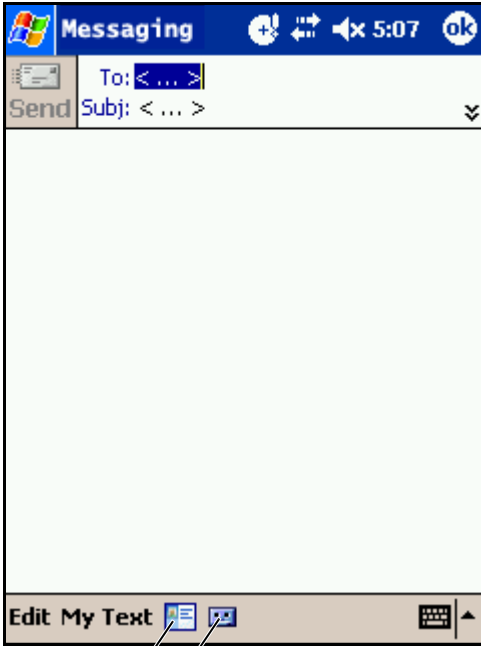 Messaging 5:07 ok
To: < ... >
Send Subj: < ... >
Edit My Text